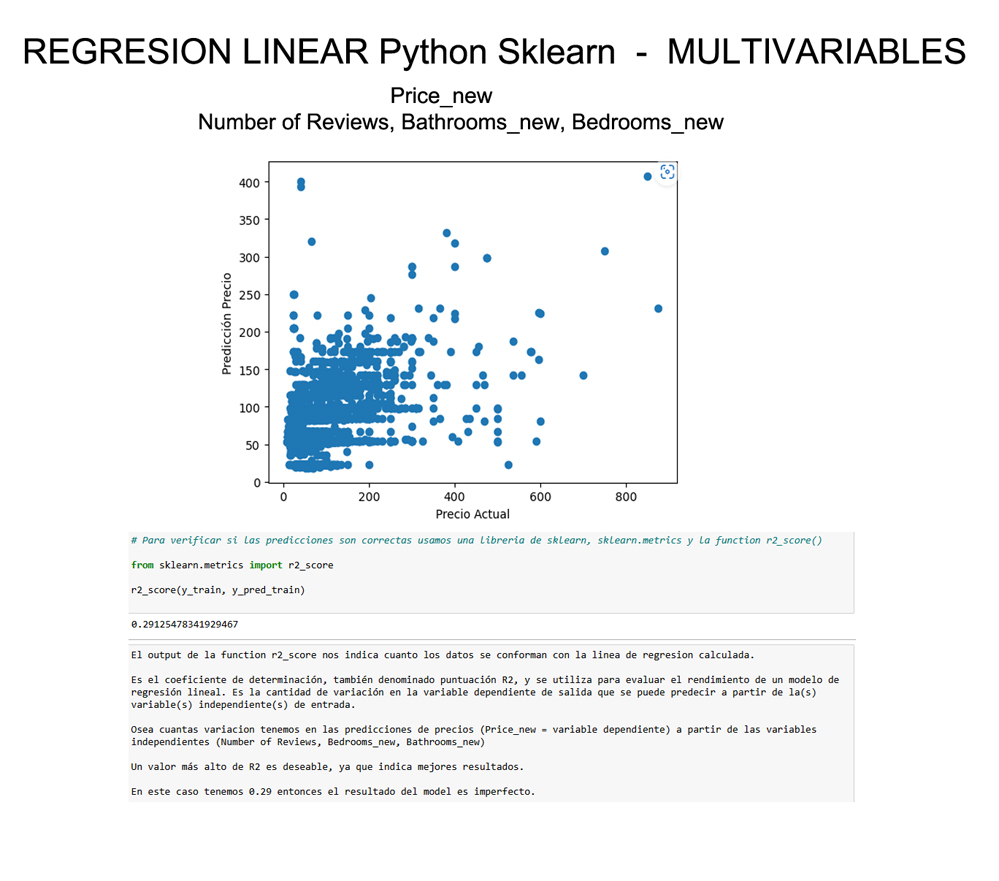 REGRESION LINEAR Python Sklearn - MULTIVARIABLES
Price_new
Number of Reviews, Bathrooms_new, Bedrooms_new
400
350
300
250
200
150
100
50
0
Predicción Precio
0 200 400 600 800
Precio Actual
# Para verificar si las predicciones son correctas usamos una libreria de sklearn, sklearn.metrics y la function r2_score()
from sklearn.metrics import r2_score
r2_score(y_train, y_pred_train)
0.29125478341929467
El output de la function r2_score nos indica cuanto los datos se conforman con la linea de regresion calculada.
Es el coeficiente de determinación, también denominado puntuación R2, y se utiliza para evaluar el rendimiento de un modelo de
regresión lineal. Es la cantidad de variación en la variable dependiente de salida que se puede predecir a partir de la(s)
variable(s) independiente(s) de entrada.
Osea cuantas variacion tenemos en las predicciones de precios (Price_new = variable dependiente) a partir de las variables
independientes (Number of Reviews, Bedrooms_new, Bathrooms_new)
Un valor más alto de R2 es deseable, ya que indica mejores resultados.
En este caso tenemos 0.29 entonces el resultado del model es imperfecto.